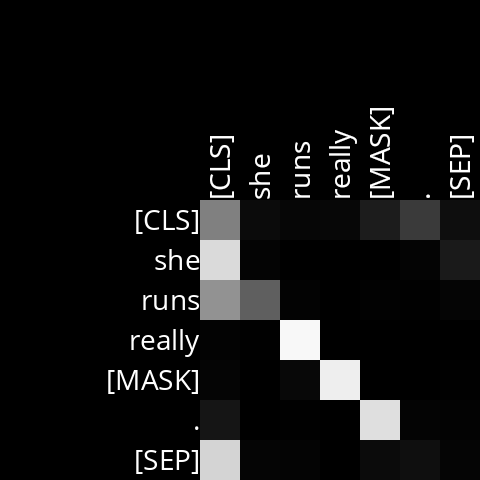 [CLS] she runs really [MASK] . [SEP]
[CLS]
she
runs
really
[MASK]
.
[SEP]